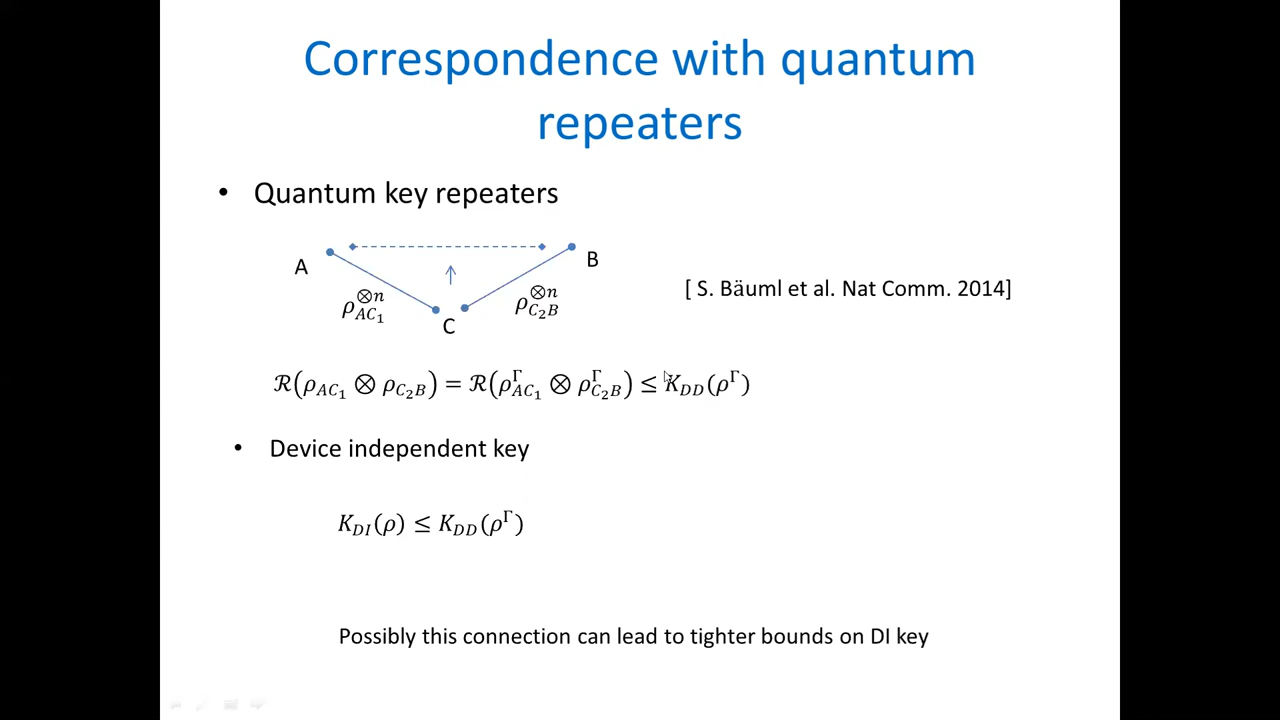 Correspondence with quantum
repeaters
• Quantum key repeaters
A
B
ρ_{AC_1}^{⊗n}
ρ_{C_2B}^{⊗n}
C
[ S. Bäuml et al. Nat Comm. 2014]
ℛ(ρ_{AC_1} ⊗ ρ_{C_2B}) = ℛ(ρ_{AC_1}^Γ ⊗ ρ_{C_2B}^Γ) ≤ K_{DD}(ρ^Γ)
• Device independent key
K_{DI}(ρ) ≤ K_{DD}(ρ^Γ)
Possibly this connection can lead to tighter bounds on DI key